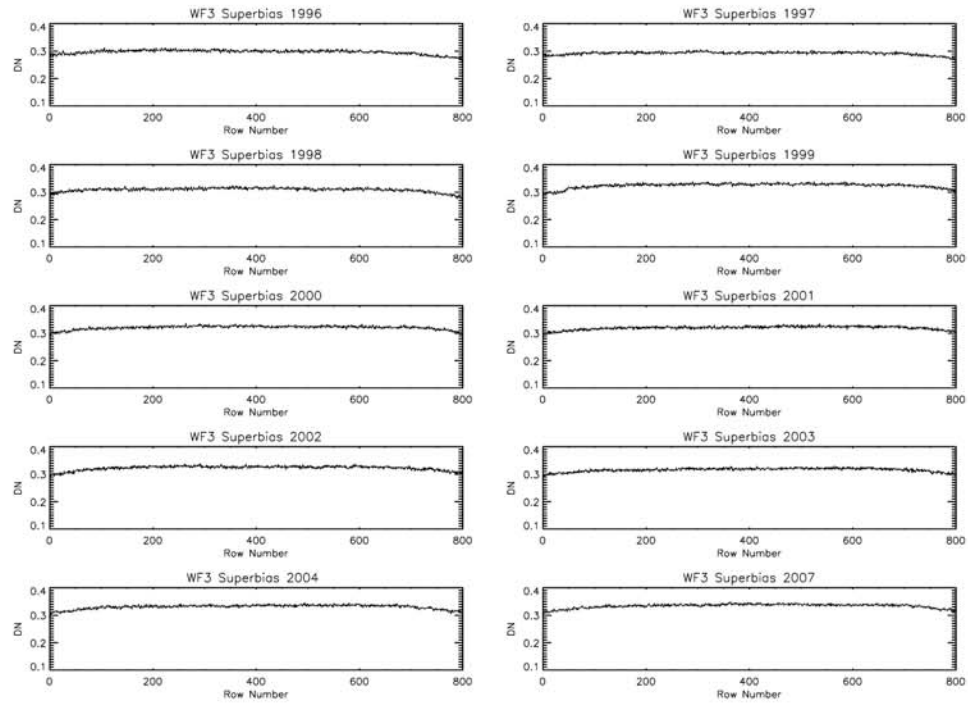 WF3 Superbias 1996
0.4
0.3
0.2
0.1
DN
0 200 400 600 800
Row Number
WF3 Superbias 1997
0.4
0.3
0.2
0.1
DN
0 200 400 600 800
Row Number
WF3 Superbias 1998
0.4
0.3
0.2
0.1
DN
0 200 400 600 800
Row Number
WF3 Superbias 1999
0.4
0.3
0.2
0.1
DN
0 200 400 600 800
Row Number
WF3 Superbias 2000
0.4
0.3
0.2
0.1
DN
0 200 400 600 800
Row Number
WF3 Superbias 2001
0.4
0.3
0.2
0.1
DN
0 200 400 600 800
Row Number
WF3 Superbias 2002
0.4
0.3
0.2
0.1
DN
0 200 400 600 800
Row Number
WF3 Superbias 2003
0.4
0.3
0.2
0.1
DN
0 200 400 600 800
Row Number
WF3 Superbias 2004
0.4
0.3
0.2
0.1
DN
0 200 400 600 800
Row Number
WF3 Superbias 2007
0.4
0.3
0.2
0.1
DN
0 200 400 600 800
Row Number